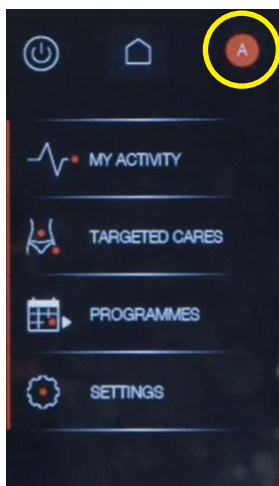 A
MY ACTIVITY
TARGETED CARES
PROGRAMMES
SETTINGS